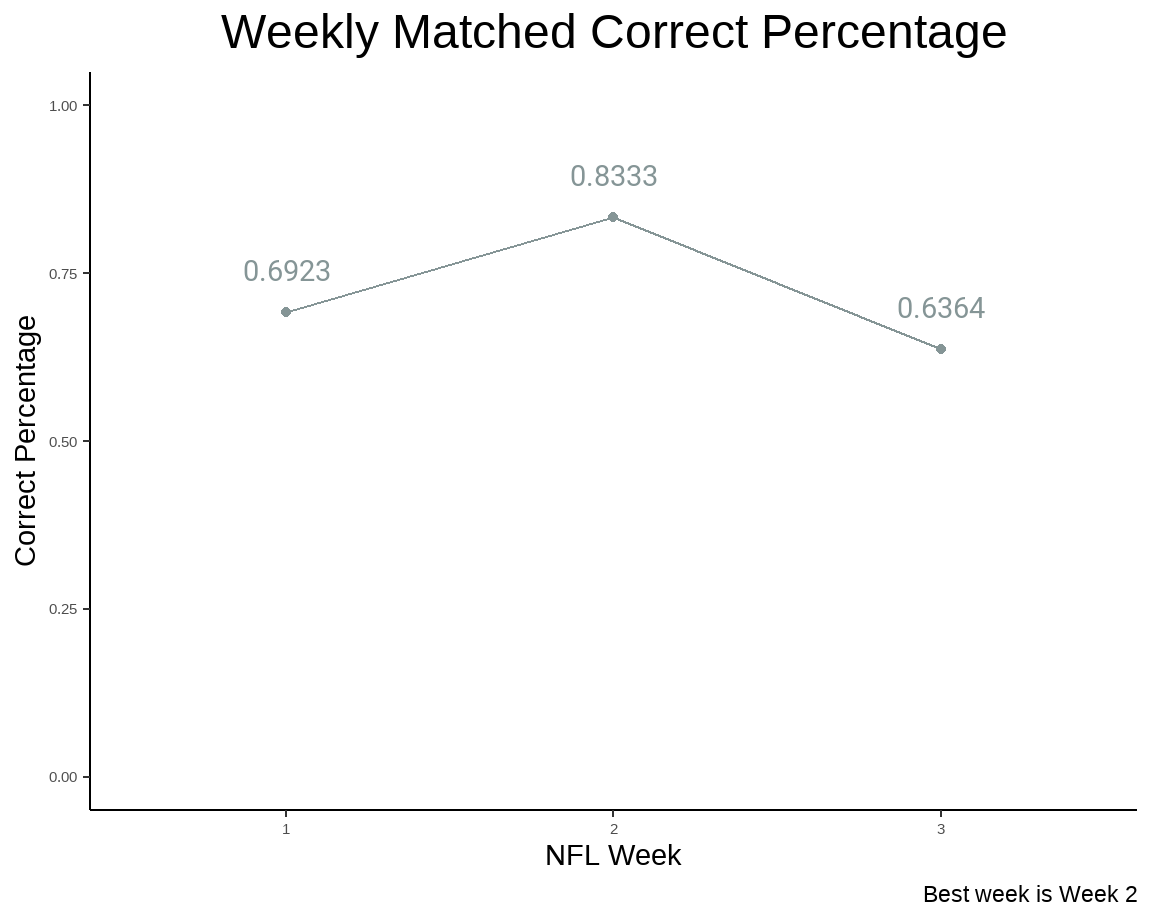 Weekly Matched Correct Percentage
1.00
0.8333
0.75
0.6923
0.6364
Correct Percentage
0.50
0.25
0.00
1 2 3
NFL Week
Best week is Week 2